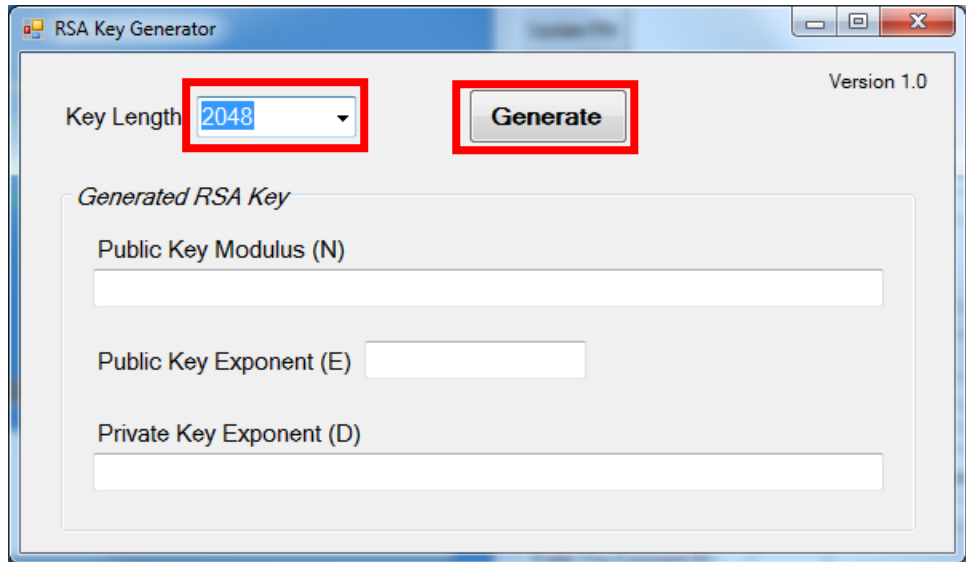 RSA Key Generator
Version 1.0
Key Length 2048 Generate
Generated RSA Key
Public Key Modulus (N)
Public Key Exponent (E)
Private Key Exponent (D)